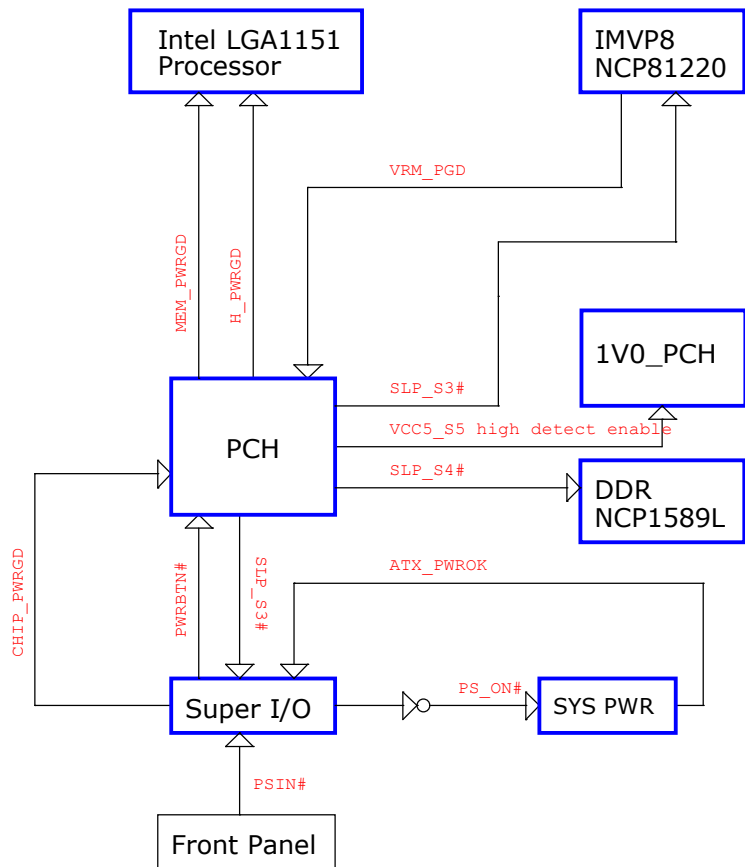 Intel LGA1151
Processor
IMVP8
NCP81220
VRM_PGD
MEM_PWRGD
H_PWRGD
1V0_PCH
SLP_S3#
VCC5_S5 high detect enable
PCH
SLP_S4#
DDR
NCP1589L
CHIP_PWRGD
PWRBTN#
SLP_S3#
ATX_PWROK
PS_ON#
Super I/O
SYS PWR
PSIN#
Front Panel